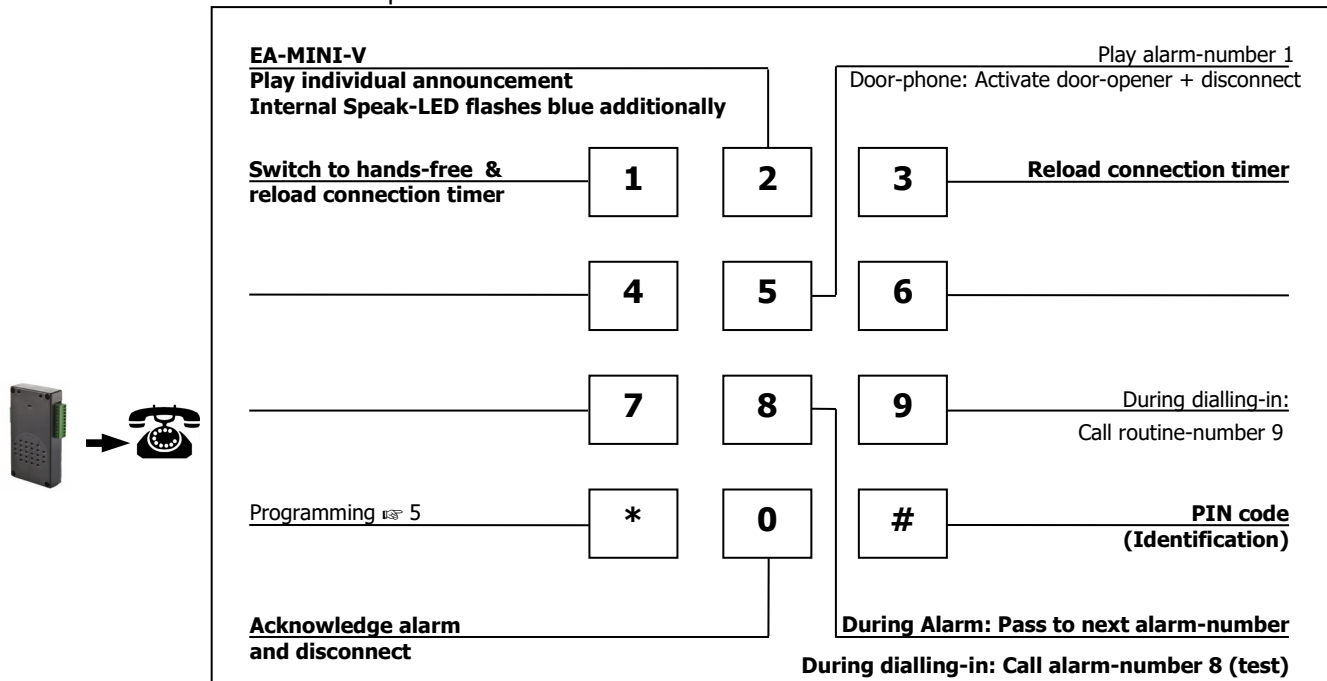 EA-MINI-V
Play individual announcement
Internal Speak-LED flashes blue additionally
Play alarm-number 1
Door-phone: Activate door-opener + disconnect
Switch to hands-free &
reload connection timer
1
2
3
Reload connection timer
4
5
6
7
8
9
During dialling-in:
Call routine-number 9
Programming ☞ 5
*
0
#
PIN code
(Identification)
Acknowledge alarm
and disconnect
During Alarm: Pass to next alarm-number
During dialling-in: Call alarm-number 8 (test)